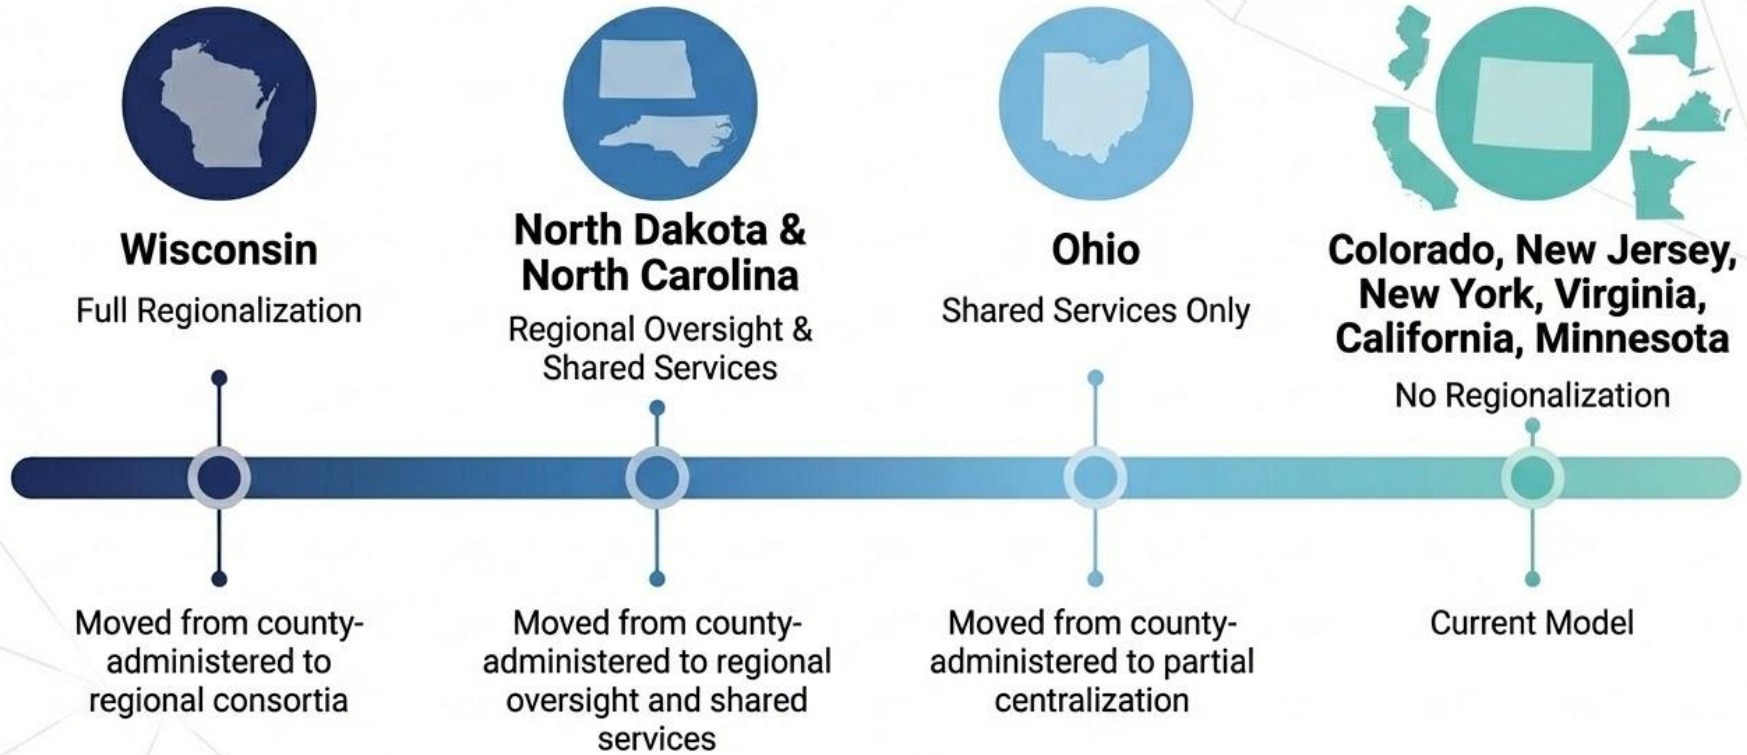 Wisconsin
Full Regionalization
Moved from county-
administered to
regional consortia
North Dakota &
North Carolina
Regional Oversight &
Shared Services
Moved from county-
administered to regional
oversight and shared
services
Ohio
Shared Services Only
Moved from county-
administered to partial
centralization
Colorado, New Jersey,
New York, Virginia,
California, Minnesota
No Regionalization
Current Model